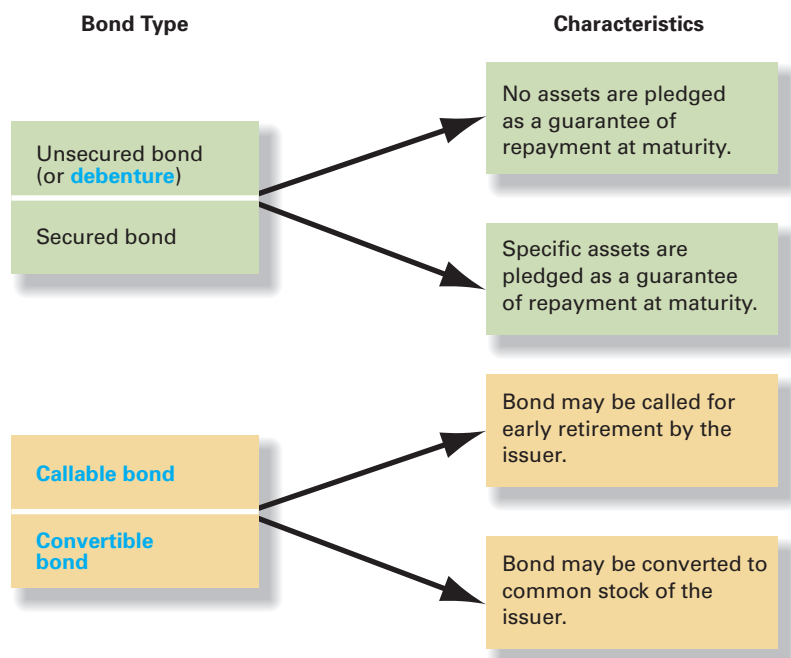 Bond Type
Characteristics
Unsecured bond
(or debenture)
Secured bond
No assets are pledged
as a guarantee of
repayment at maturity.
Specific assets are
pledged as a guarantee
of repayment at maturity.
Callable bond
Convertible
bond
Bond may be called for
early retirement by the
issuer.
Bond may be converted to
common stock of the
issuer.